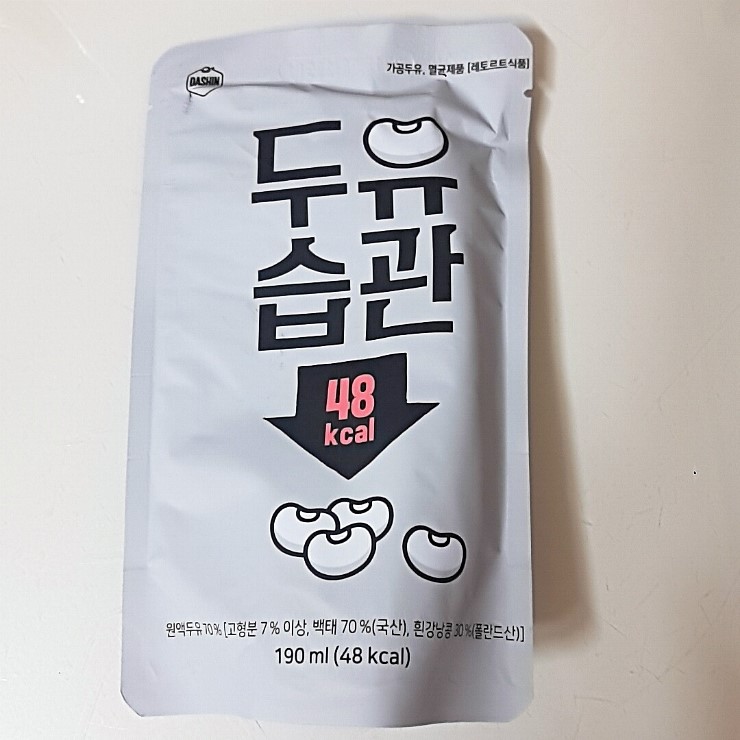 DASHIN
가공두유, 멸균제품 [레토르트식품]
두유
습관
48
kcal
원액두유 70% [고형분 7% 이상, 백태 70%(국산), 흰강낭콩 30%(폴란드산)]
190 ml (48 kcal)